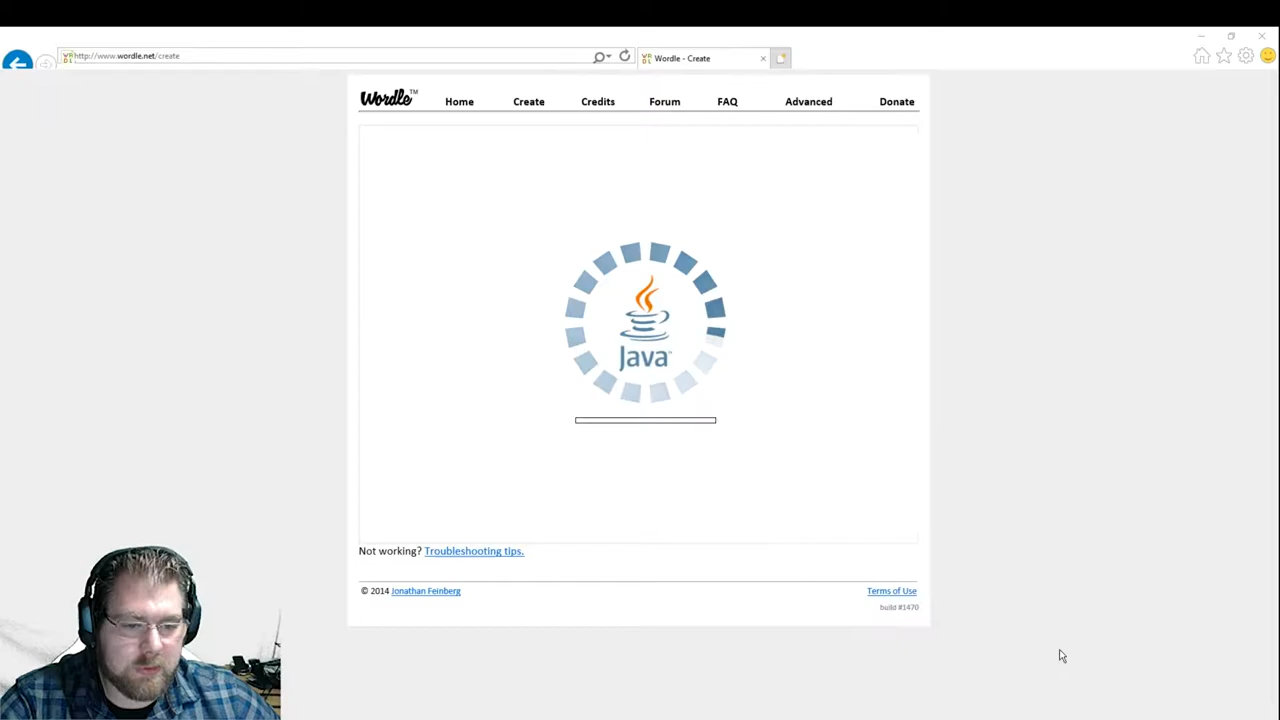 http://www.wordle.net/create
Wordle - Create
Wordle™ Home Create Credits Forum FAQ Advanced Donate
Java™
Not working? Troubleshooting tips.
© 2014 Jonathan Feinberg Terms of Use
build #1470